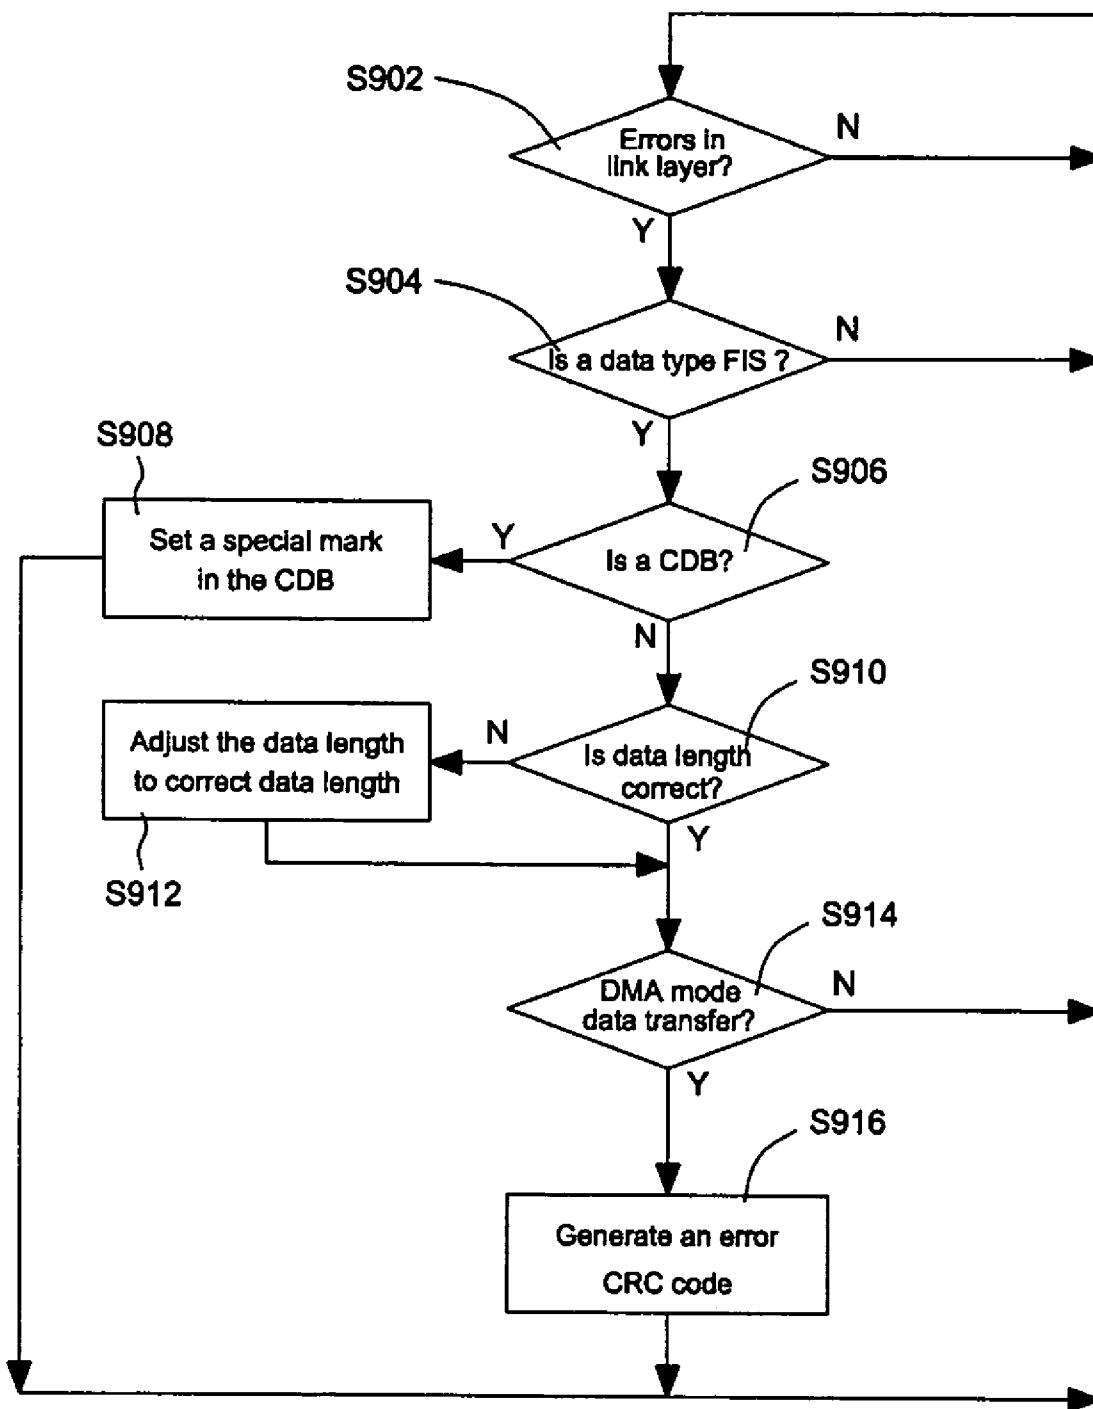 S902
Errors in
link layer?
N
Y
S904
Is a data type FIS ?
N
Y
S908
S906
Set a special mark
in the CDB
Y
Is a CDB?
N
S910
Adjust the data length
to correct data length
N
Is data length
correct?
Y
S912
S914
DMA mode
data transfer?
N
Y
S916
Generate an error
CRC code